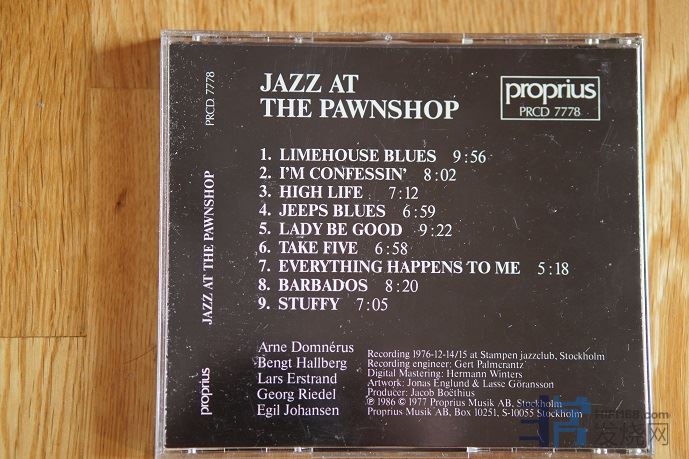 JAZZ AT
THE PAWNSHOP
proprius
PRCD 7778
1. LIMEHOUSE BLUES 9:56
2. I'M CONFESSIN' 8:02
3. HIGH LIFE 7:12
4. JEEPS BLUES 6:59
5. LADY BE GOOD 9:22
6. TAKE FIVE 6:58
7. EVERYTHING HAPPENS TO ME 5:18
8. BARBADOS 8:20
9. STUFFY 7:05
Arne Domnérus
Bengt Hallberg
Lars Erstrand
Georg Riedel
Egil Johansen
Recording 1976-12-14/15 at Stampen jazzclub, Stockholm
Recording engineer: Gert Palmcrantz
Digital Mastering: Hermann Winters
Artwork: Jonas Englund & Lasse Göransson
Producer: Jacob Boëthius
℗ 1986 © 1977 Proprius Musik AB, Stockholm
Proprius Musik AB, Box 10251, S-10055 Stockholm
PRCD 7778
JAZZ AT THE PAWNSHOP
proprius
HIFI168.com
发烧网